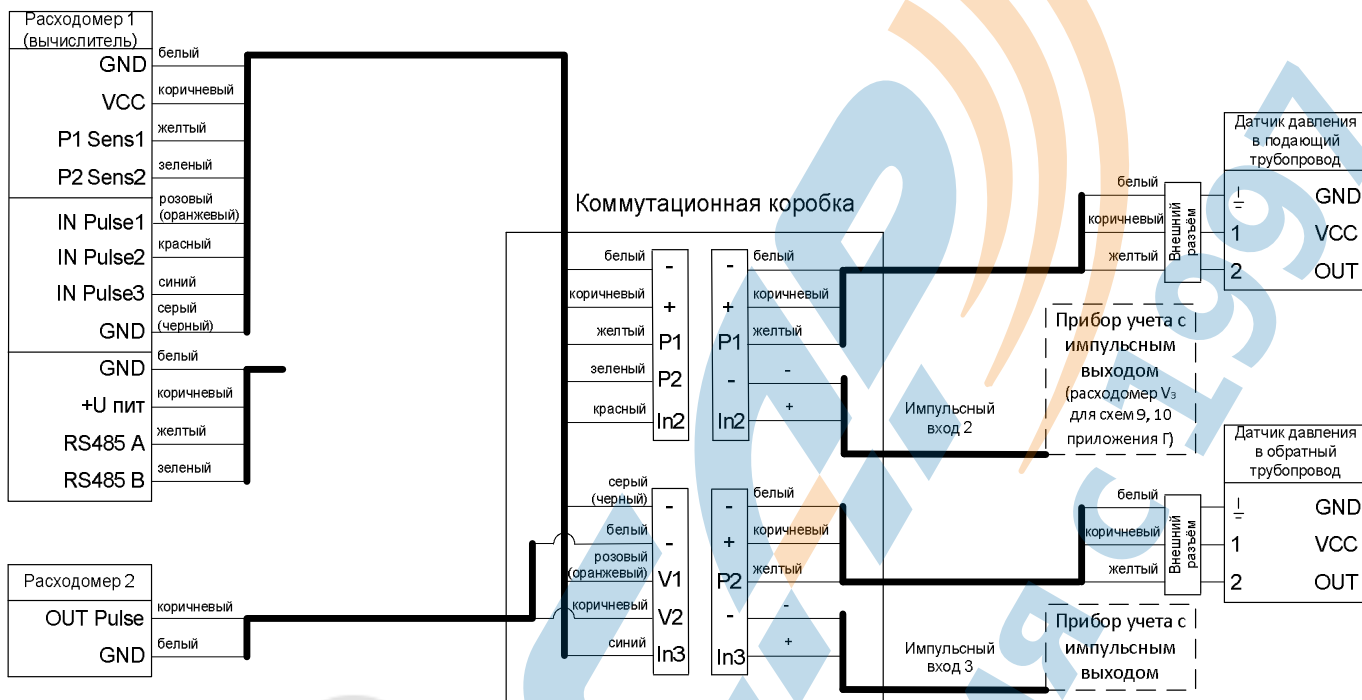 Расходомер 1
(вычислитель)
GND
белый
VCC
коричневый
P1 Sens1
желтый
P2 Sens2
зеленый
IN Pulse1
розовый
(оранжевый)
IN Pulse2
красный
IN Pulse3
синий
GND
серый
(черный)
GND
белый
+U пит
коричневый
RS485 A
желтый
RS485 B
зеленый
Расходомер 2
OUT Pulse
коричневый
GND
белый
Коммутационная коробка
белый
-
коричневый
+
желтый
P1
зеленый
P2
красный
In2
-
белый
+
коричневый
P1
желтый
-
-
In2
+
Импульсный
вход 2
серый
(черный)
-
белый
-
розовый
(оранжевый)
V1
коричневый
V2
синий
In3
-
белый
+
коричневый
P2
желтый
-
-
In3
+
Импульсный
вход 3
белый
коричневый
желтый
Внешний
разъём
Датчик давления
в подающий
трубопровод
GND
1
VCC
2
OUT
Прибор учета с
импульсным
выходом
(расходомер V₃
для схем 9, 10
приложения Г)
белый
коричневый
желтый
Внешний
разъём
Датчик давления
в обратный
трубопровод
GND
1
VCC
2
OUT
Прибор учета с
импульсным
выходом
я с 1997